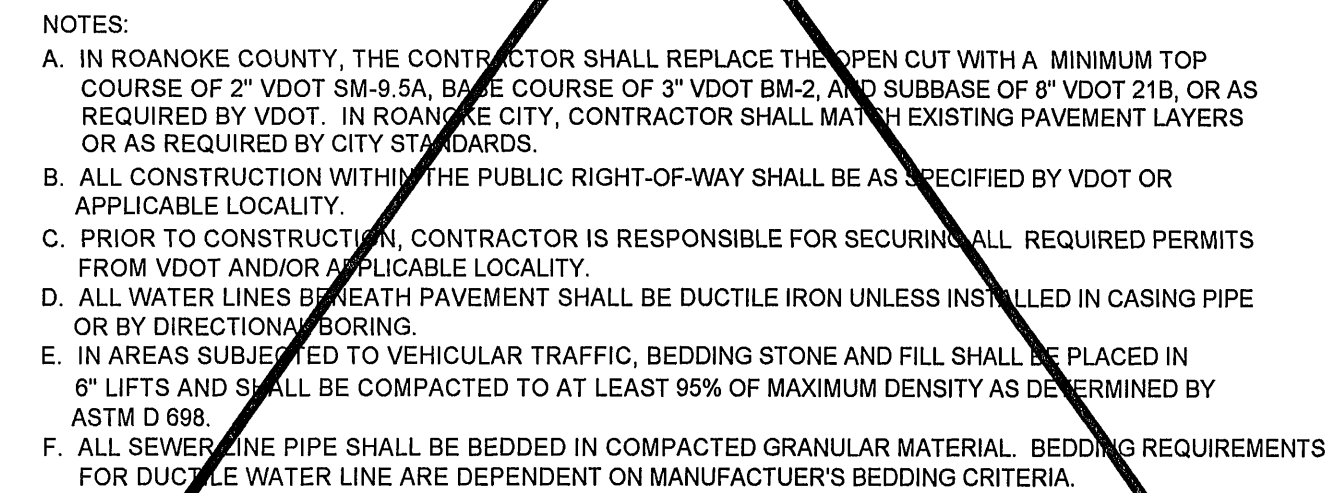 NOTES:
A. IN ROANOKE COUNTY, THE CONTRACTOR SHALL REPLACE THE OPEN CUT WITH A MINIMUM TOP
COURSE OF 2" VDOT SM-9.5A, BASE COURSE OF 3" VDOT BM-2, AND SUBBASE OF 8" VDOT 21B, OR AS
REQUIRED BY VDOT. IN ROANOKE CITY, CONTRACTOR SHALL MATCH EXISTING PAVEMENT LAYERS
OR AS REQUIRED BY CITY STANDARDS.
B. ALL CONSTRUCTION WITHIN THE PUBLIC RIGHT-OF-WAY SHALL BE AS SPECIFIED BY VDOT OR
APPLICABLE LOCALITY.
C. PRIOR TO CONSTRUCTION, CONTRACTOR IS RESPONSIBLE FOR SECURING ALL REQUIRED PERMITS
FROM VDOT AND/OR APPLICABLE LOCALITY.
D. ALL WATER LINES BENEATH PAVEMENT SHALL BE DUCTILE IRON UNLESS INSTALLED IN CASING PIPE
OR BY DIRECTIONAL BORING.
E. IN AREAS SUBJECTED TO VEHICULAR TRAFFIC, BEDDING STONE AND FILL SHALL BE PLACED IN
6" LIFTS AND SHALL BE COMPACTED TO AT LEAST 95% OF MAXIMUM DENSITY AS DETERMINED BY
ASTM D 698.
F. ALL SEWER LINE PIPE SHALL BE BEDDED IN COMPACTED GRANULAR MATERIAL. BEDDING REQUIREMENTS
FOR DUCTILE WATER LINE ARE DEPENDENT ON MANUFACTUER'S BEDDING CRITERIA.